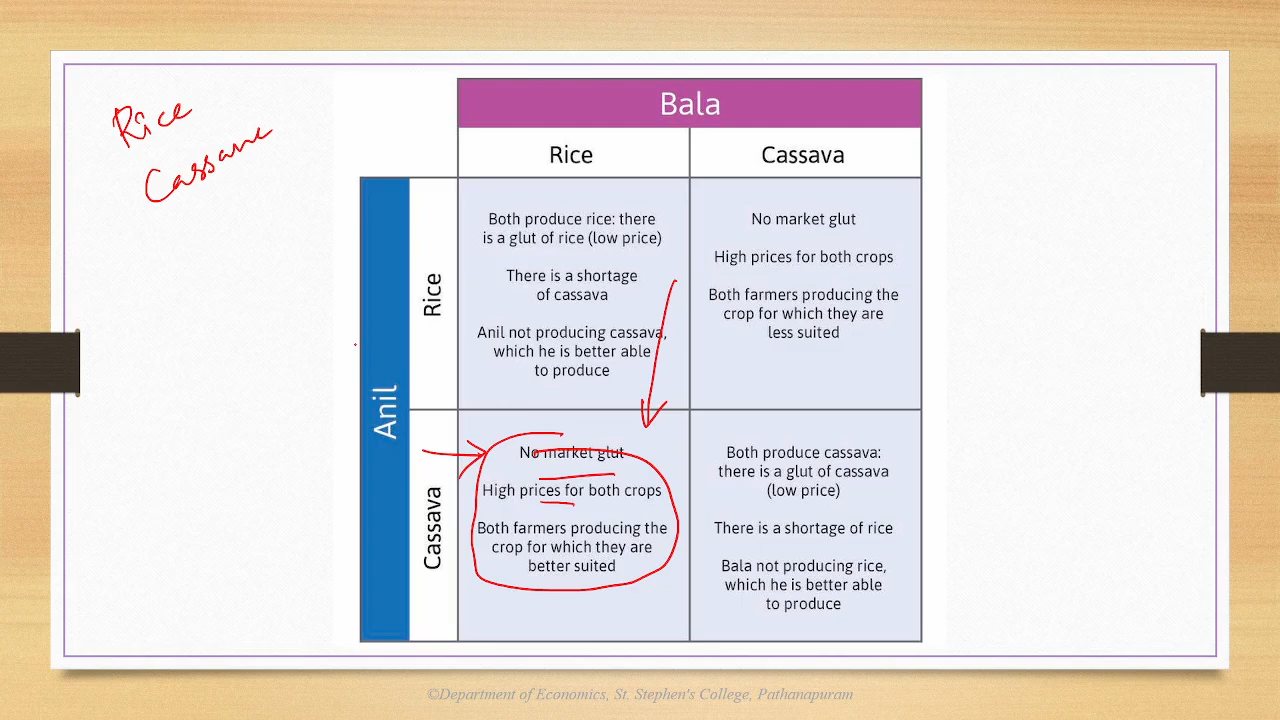 Rice
Cassave
Bala
Rice
Cassava
Anil
Rice
Both produce rice: there
is a glut of rice (low price)
There is a shortage
of cassava
Anil not producing cassava,
which he is better able
to produce
No market glut
High prices for both crops
Both farmers producing the
crop for which they are
less suited
Cassava
No market glut
High prices for both crops
Both farmers producing the
crop for which they are
better suited
Both produce cassava:
there is a glut of cassava
(low price)
There is a shortage of rice
Bala not producing rice,
which he is better able
to produce
©Department of Economics, St. Stephen's College, Pathanapuram